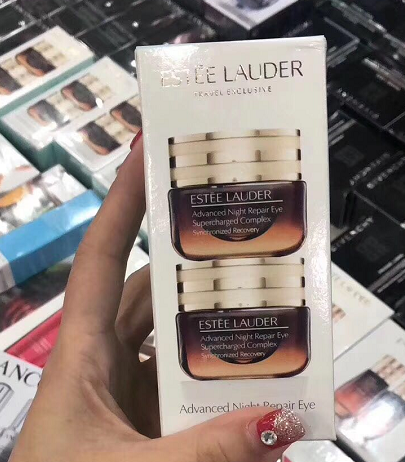 ESTĒE LAUDER
TRAVEL EXCLUSIVE
ESTĒE LAUDER
Advanced Night Repair Eye
Supercharged Complex
Synchronized Recovery
ESTĒE LAUDER
Advanced Night Repair Eye
Supercharged Complex
Synchronized Recovery
Advanced Night Repair Eye